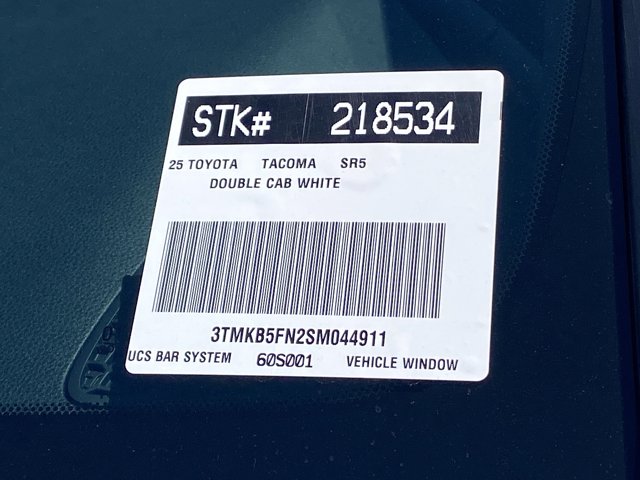 STK# 218534
25 TOYOTA TACOMA SR5
DOUBLE CAB WHITE
3TMKB5FN2SM044911
UCS BAR SYSTEM 60S001 VEHICLE WINDOW